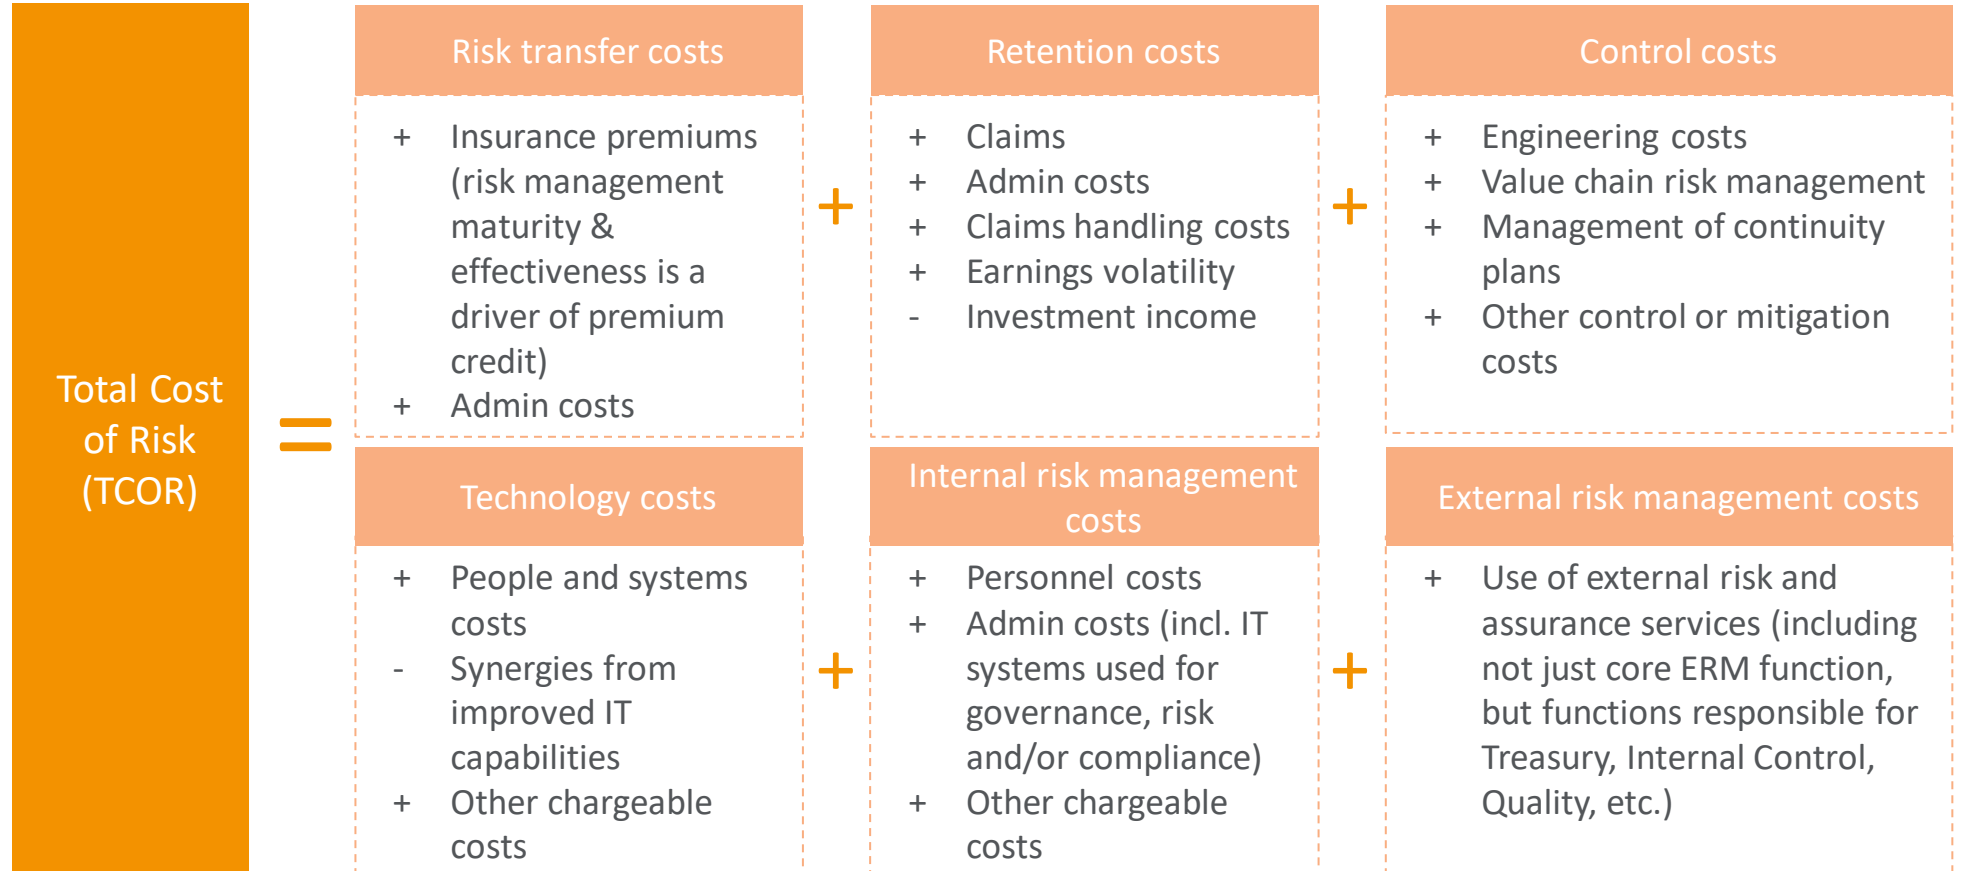 Total Cost
of Risk
(TCOR)
=
Risk transfer costs
+ Insurance premiums
(risk management
maturity &
effectiveness is a
driver of premium
credit)
+ Admin costs
+
Retention costs
+ Claims
+ Admin costs
+ Claims handling costs
+ Earnings volatility
- Investment income
+
Control costs
+ Engineering costs
+ Value chain risk management
+ Management of continuity
plans
+ Other control or mitigation
costs
Technology costs
+ People and systems
costs
- Synergies from
improved IT
capabilities
+ Other chargeable
costs
+
Internal risk management
costs
+ Personnel costs
+ Admin costs (incl. IT
systems used for
governance, risk
and/or compliance)
+ Other chargeable
costs
+
External risk management costs
+ Use of external risk and
assurance services (including
not just core ERM function,
but functions responsible for
Treasury, Internal Control,
Quality, etc.)